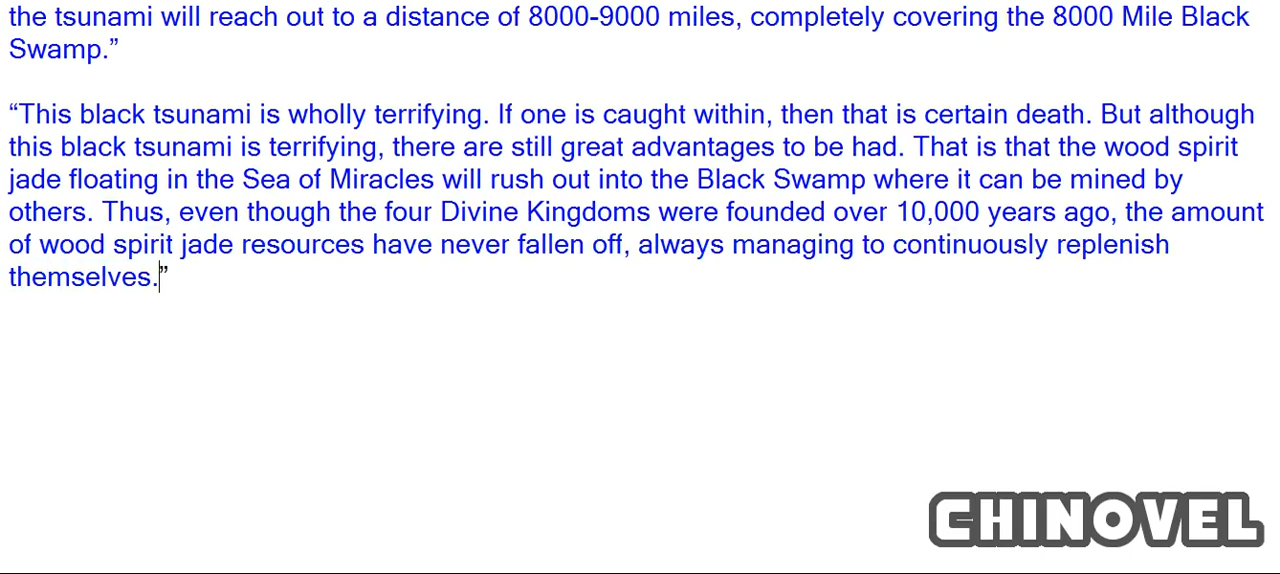 the tsunami will reach out to a distance of 8000-9000 miles, completely covering the 8000 Mile Black
Swamp.”
“This black tsunami is wholly terrifying. If one is caught within, then that is certain death. But although
this black tsunami is terrifying, there are still great advantages to be had. That is that the wood spirit
jade floating in the Sea of Miracles will rush out into the Black Swamp where it can be mined by
others. Thus, even though the four Divine Kingdoms were founded over 10,000 years ago, the amount
of wood spirit jade resources have never fallen off, always managing to continuously replenish
themselves.”
CHINOVEL